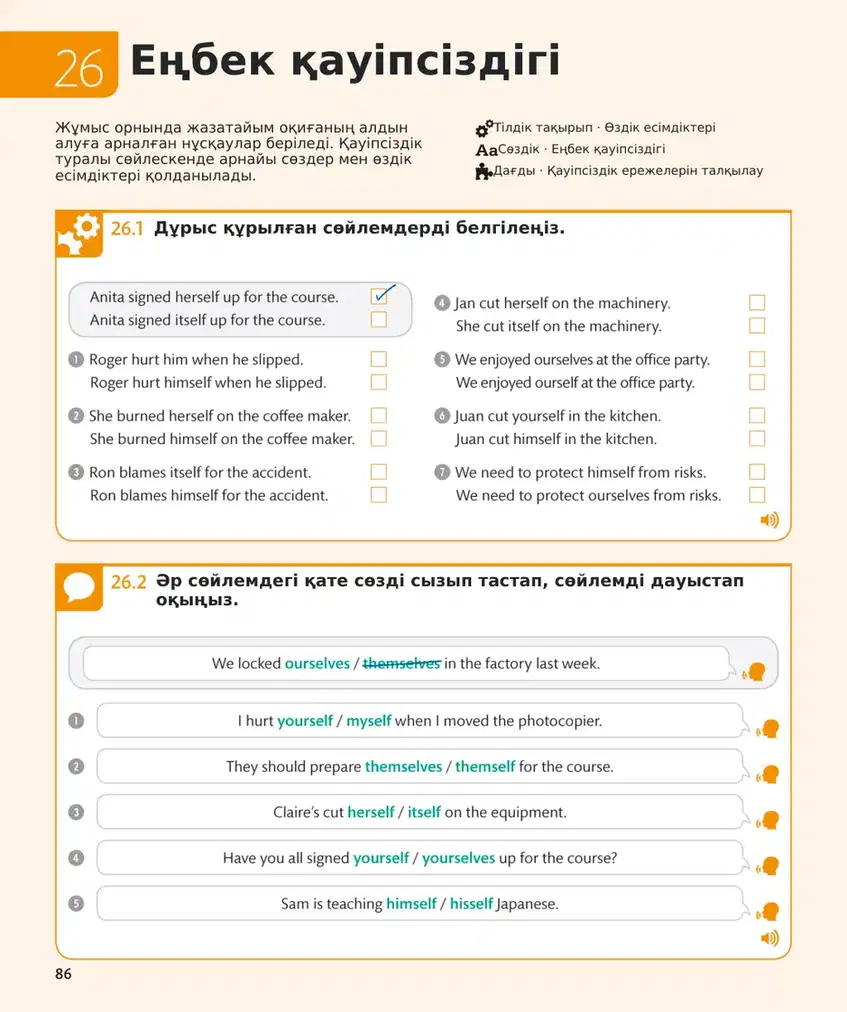 26
Еңбек қауіпсіздігі
Жұмыс орнында жазатайым оқиғаның алдын
алуға арналған нұсқаулар беріледі. Қауіпсіздік
туралы сөйлескенде арнайы сөздер мен өздік
есімдіктері қолданылады.
Тілдік тақырып · Өздік есімдіктері
Aa Сөздік · Еңбек қауіпсіздігі
Дағды · Қауіпсіздік ережелерін талқылау
26.1 Дұрыс құрылған сөйлемдерді белгілеңіз.
Anita signed herself up for the course.
Anita signed itself up for the course.
1 Roger hurt him when he slipped.
Roger hurt himself when he slipped.
2 She burned herself on the coffee maker.
She burned himself on the coffee maker.
3 Ron blames itself for the accident.
Ron blames himself for the accident.
4 Jan cut herself on the machinery.
She cut itself on the machinery.
5 We enjoyed ourselves at the office party.
We enjoyed ourself at the office party.
6 Juan cut yourself in the kitchen.
Juan cut himself in the kitchen.
7 We need to protect himself from risks.
We need to protect ourselves from risks.
26.2 Әр сөйлемдегі қате сөзді сызып тастап, сөйлемді дауыстап
оқыңыз.
We locked ourselves / themselves in the factory last week.
1 I hurt yourself / myself when I moved the photocopier.
2 They should prepare themselves / themself for the course.
3 Claire's cut herself / itself on the equipment.
4 Have you all signed yourself / yourselves up for the course?
5 Sam is teaching himself / hisself Japanese.
86